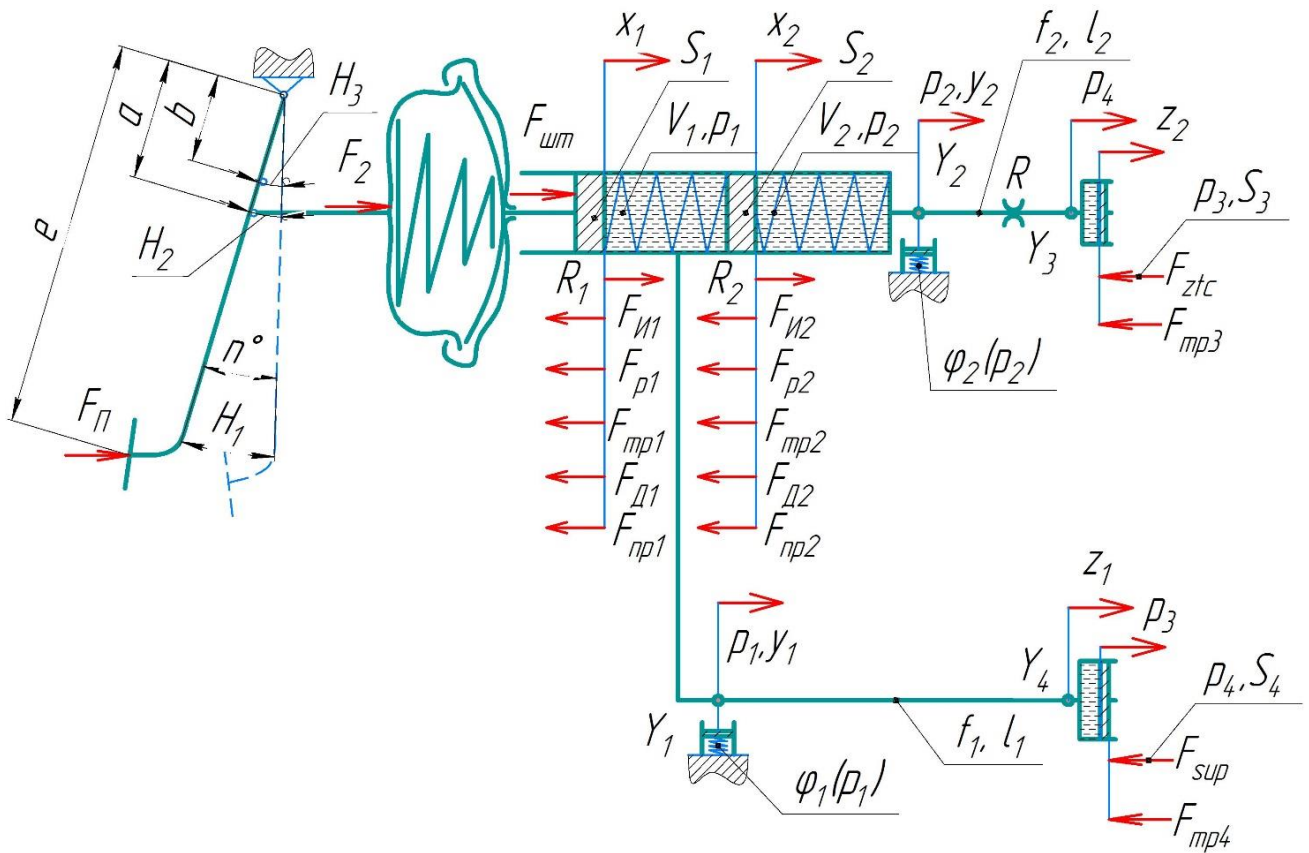 x₁
x₂
f₂, l₂
S₁
S₂
p₂, y₂
p₄
z₂
H₃
a
b
F₂
Fшт
V₁, p₁
V₂, p₂
Y₂
R
p₃, S₃
e
H₂
Y₃
R₁
R₂
Fztc
Fтр3
n°
FИ1
FИ2
Fр1
Fр2
φ₂(p₂)
FП
H₁
Fтр1
Fтр2
FД1
FД2
Fпр1
Fпр2
z₁
p₁, y₁
p₃
Y₄
p₄, S₄
Y₁
f₁, l₁
Fsup
φ₁(p₁)
Fтр4